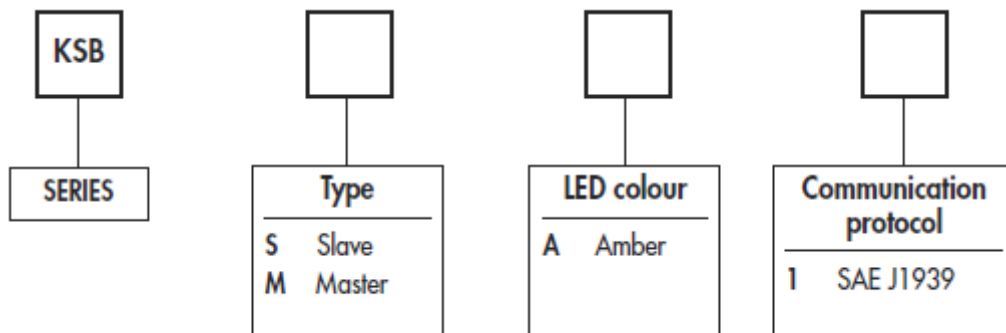 KSB
SERIES
Type
S Slave
M Master
LED colour
A Amber
Communication
protocol
1 SAE J1939